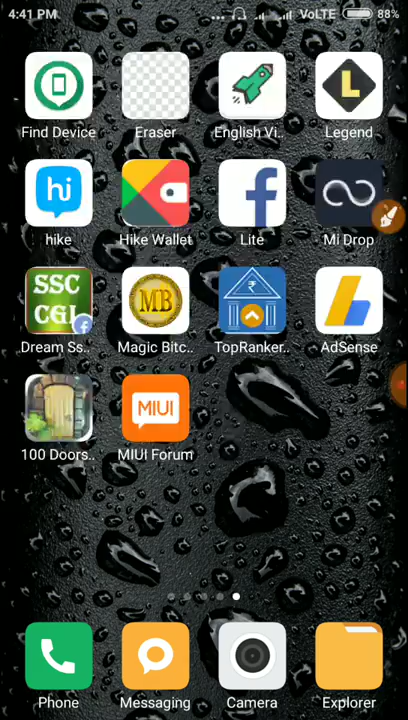 4:41 PM ... VoLTE 88%
Find Device Eraser English Vi.. Legend
hi
hike Hike Wallet Lite Mi Drop
SSC
CGL MB
Dream Ss.. Magic Bitc.. TopRanker.. AdSense
MIUI
100 Doors.. MIUI Forum
Phone Messaging Camera Explorer